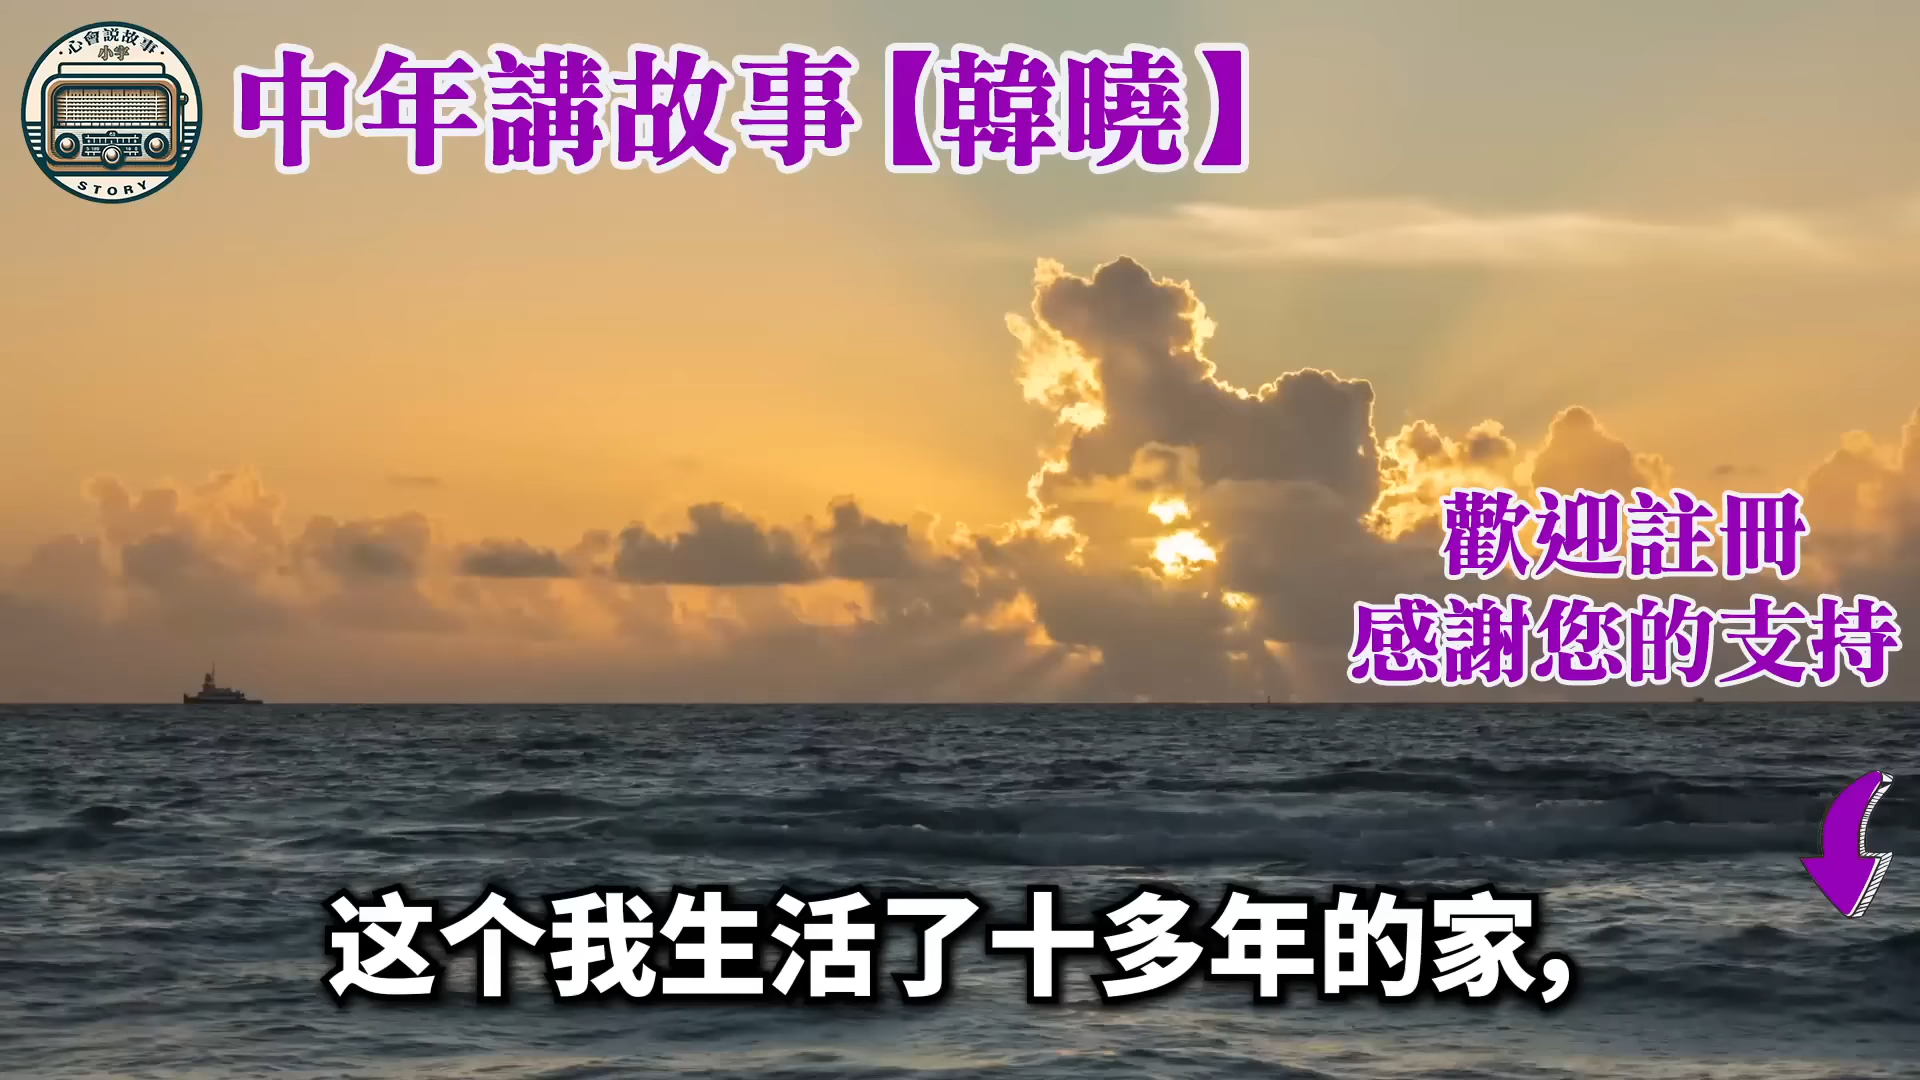 心會説故事
小宇
STORY
中年講故事【韓曉】
歡迎註冊
感謝您的支持
这个我生活了十多年的家,